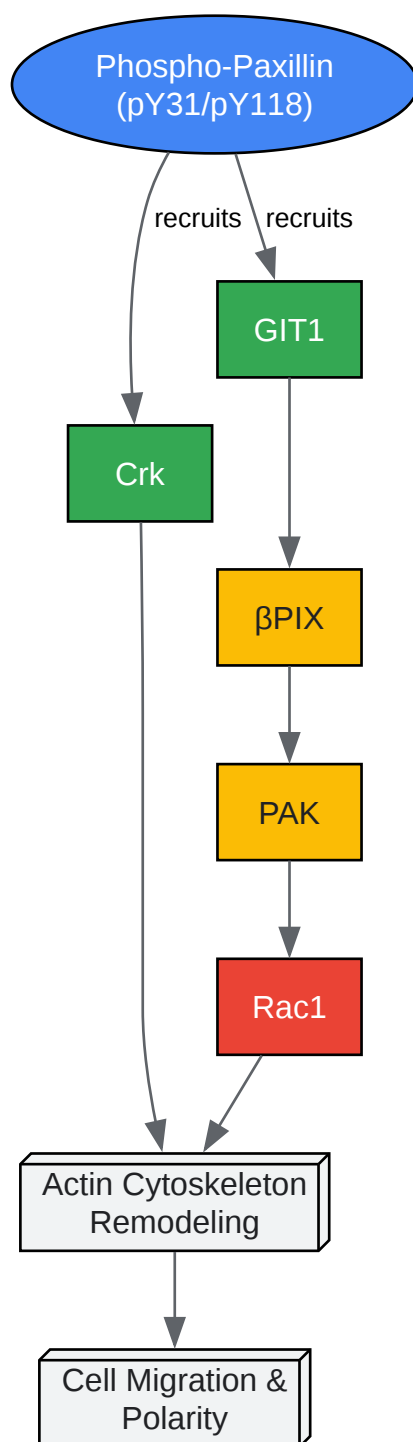 Phospho-Paxillin
(pY31/pY118)
recruits
recruits
GIT1
Crk
βPIX
PAK
Rac1
Actin Cytoskeleton
Remodeling
Cell Migration &
Polarity